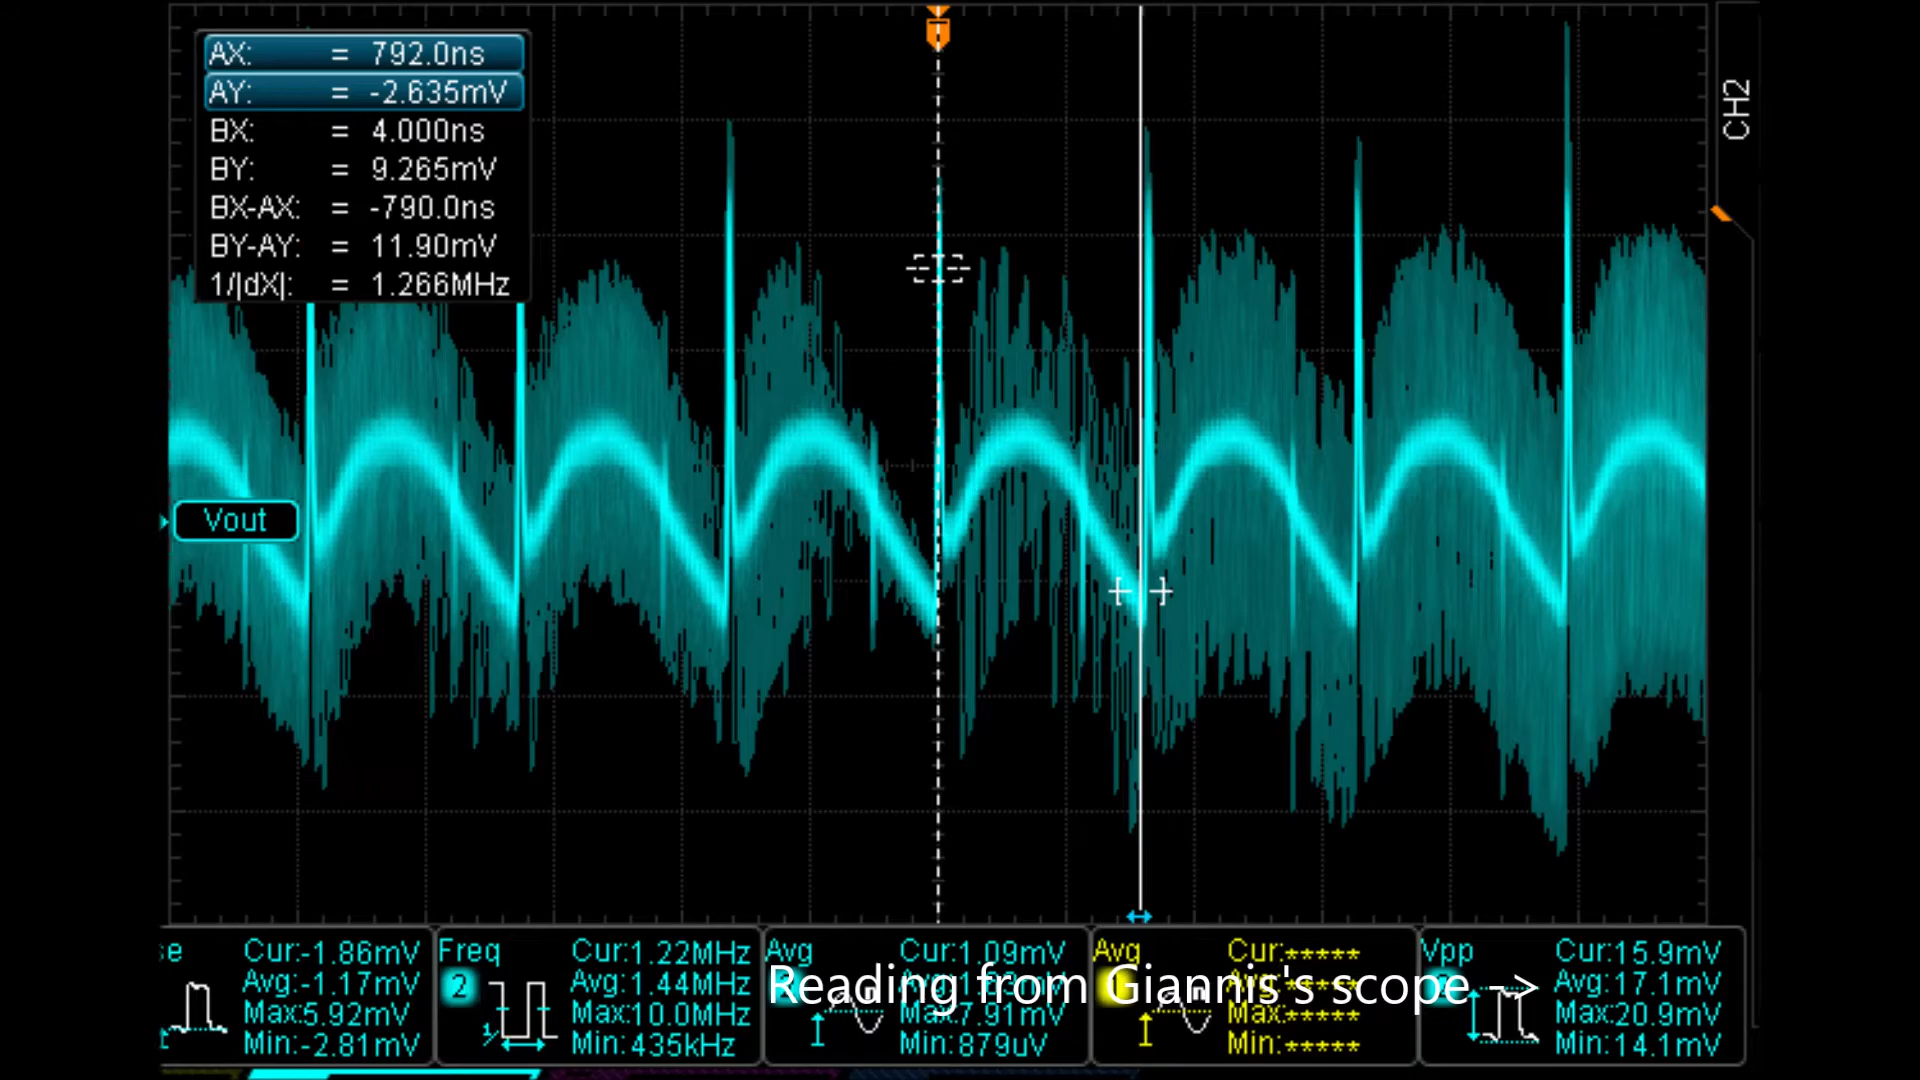 AX: = 792.0ns
AY: = -2.635mV
BX: = 4.000ns
BY: = 9.265mV
BX-AX: = -790.0ns
BY-AY: = 11.90mV
1/|dX|: = 1.266MHz
CH2
Vout
se Cur:-1.86mV
Avg:-1.17mV
Max:5.92mV
Min:-2.81mV
Freq Cur:1.22MHz
2 Avg:1.44MHz
Max:10.0MHz
Min:435kHz
Avg Cur:1.09mV
Max:7.91mV
Min:879uV
Avg Cur:*****
Max:*****
Min:*****
Vpp Cur:15.9mV
Avg:17.1mV
Max:20.9mV
Min:14.1mV
Reading from Giannis's scope -->